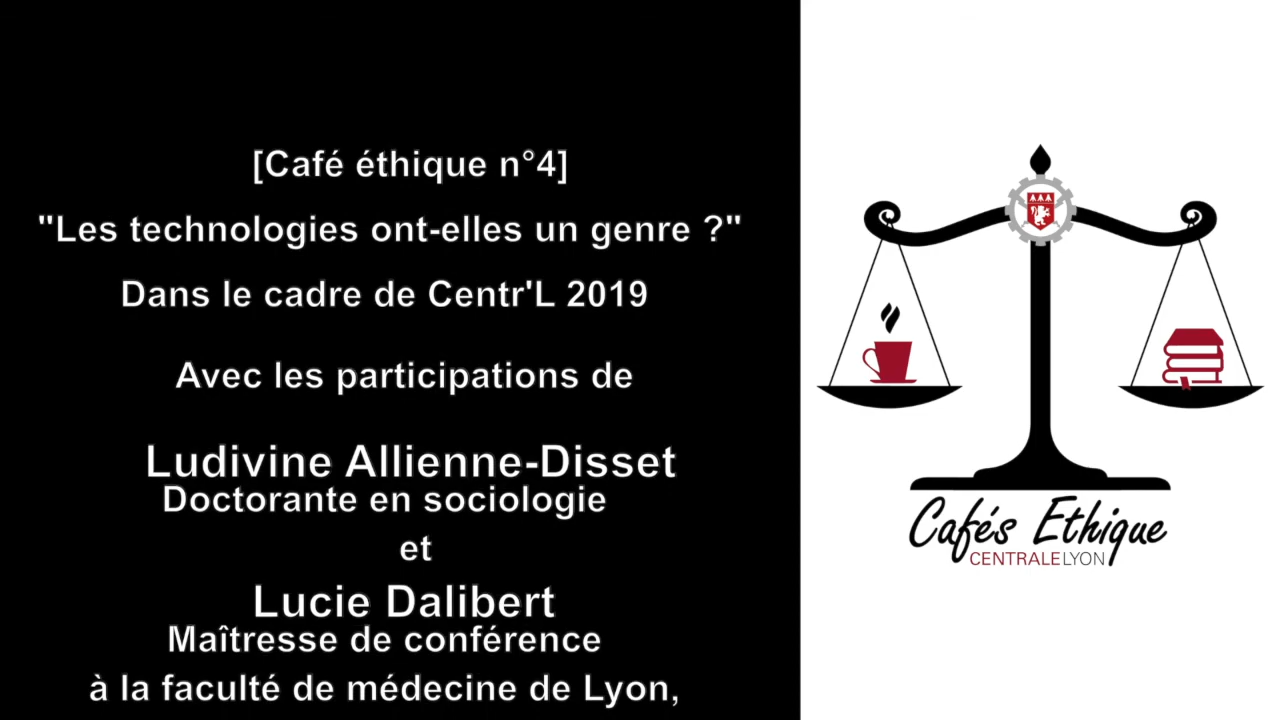 [Café éthique n°4]
"Les technologies ont-elles un genre ?"
Dans le cadre de Centr'L 2019
Avec les participations de
Ludivine Allienne-Disset
Doctorante en sociologie
et
Lucie Dalibert
Maîtresse de conférence
à la faculté de médecine de Lyon,
Cafés Ethique
CENTRALELYON